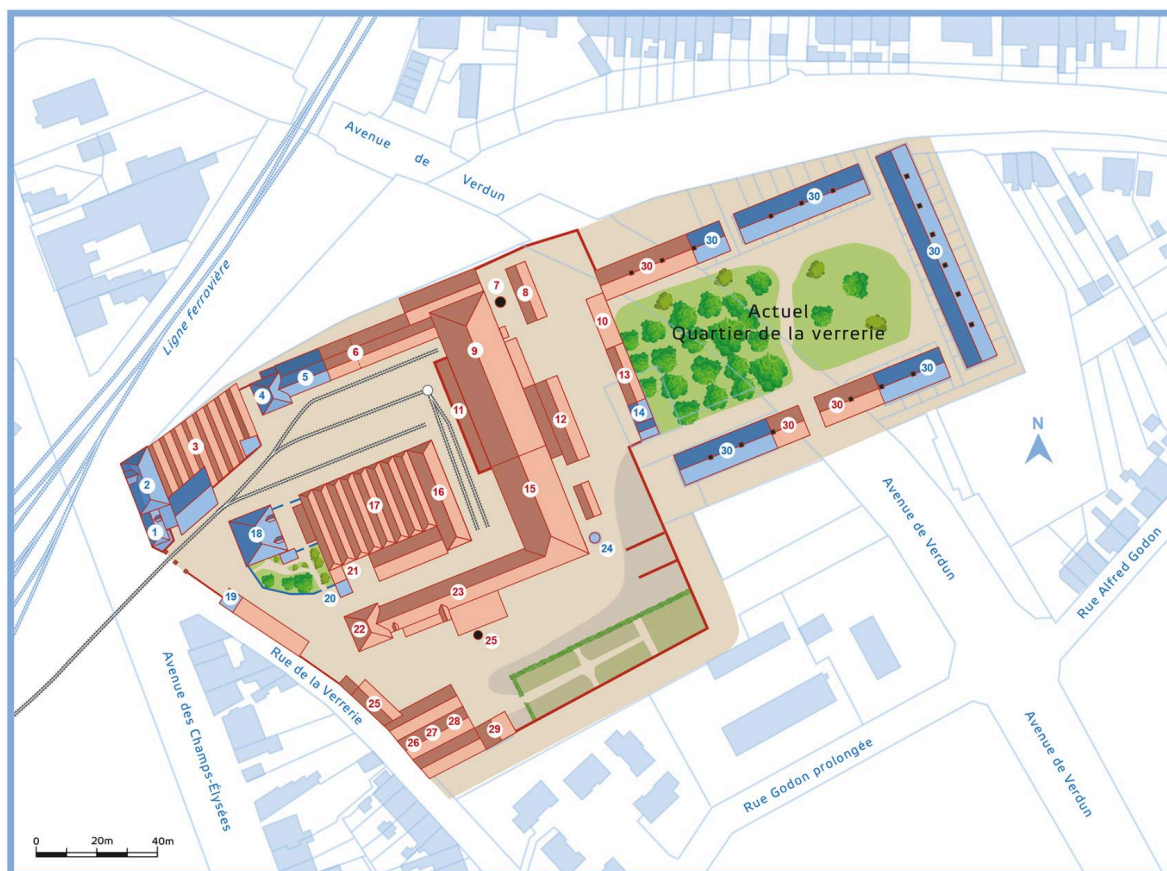 Avenue de
Verdun
Ligne ferrovière
30
30
30
30
7
8
10
Actuel
Quartier de la verrerie
9
6
5
4
13
11
14
12
30
30
30
30
3
2
1
16
17
15
18
24
21
20
19
23
22
25
25
26
27
28
29
N
Avenue de Verdun
Rue Alfred Godon
Avenue des Champs-Élysées
Rue de la Verrerie
Rue Godon prolongée
Avenue de Verdun
0 20m 40m